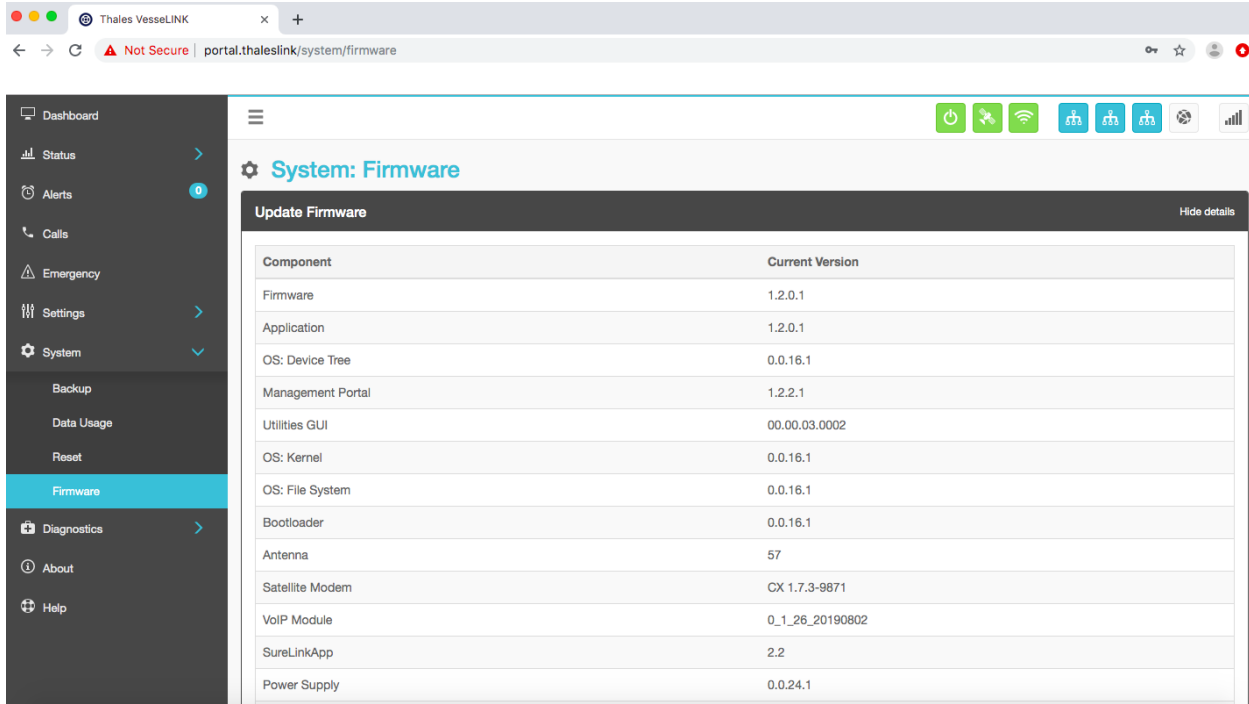 Thales VesseLINK
Not Secure | portal.thaleslink/system/firmware
Dashboard
Status
Alerts 0
Calls
Emergency
Settings
System
Backup
Data Usage
Reset
Firmware
Diagnostics
About
Help
System: Firmware
Update Firmware Hide details
Component Current Version
Firmware 1.2.0.1
Application 1.2.0.1
OS: Device Tree 0.0.16.1
Management Portal 1.2.2.1
Utilities GUI 00.00.03.0002
OS: Kernel 0.0.16.1
OS: File System 0.0.16.1
Bootloader 0.0.16.1
Antenna 57
Satellite Modem CX 1.7.3-9871
VoIP Module 0_1_26_20190802
SureLinkApp 2.2
Power Supply 0.0.24.1